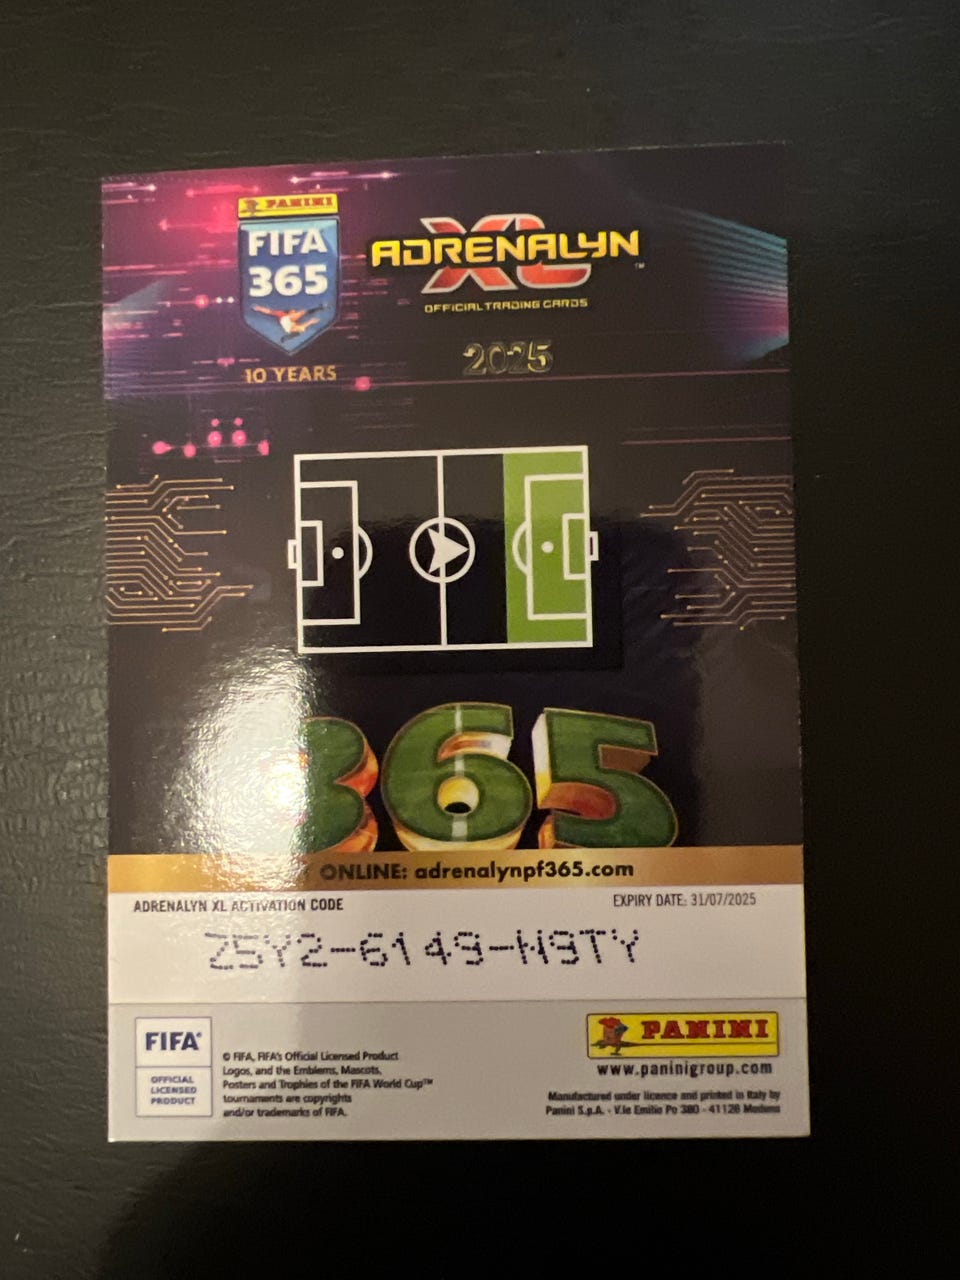 PANINI
FIFA
365
10 YEARS
ADRENALYN
XL
™
OFFICIAL TRADING CARDS
2025
365
ONLINE: adrenalynpf365.com
ADRENALYN XL ACTIVATION CODE
EXPIRY DATE: 31/07/2025
Z5Y2-6149-H9TY
FIFA®
OFFICIAL
LICENSED
PRODUCT
© FIFA, FIFA's Official Licensed Product
Logos, and the Emblems, Mascots,
Posters and Trophies of the FIFA World Cup™
tournaments are copyrights
and/or trademarks of FIFA.
PANINI
www.paninigroup.com
Manufactured under licence and printed in Italy by
Panini S.p.A. - V.le Emilio Po 380 - 41126 Modena